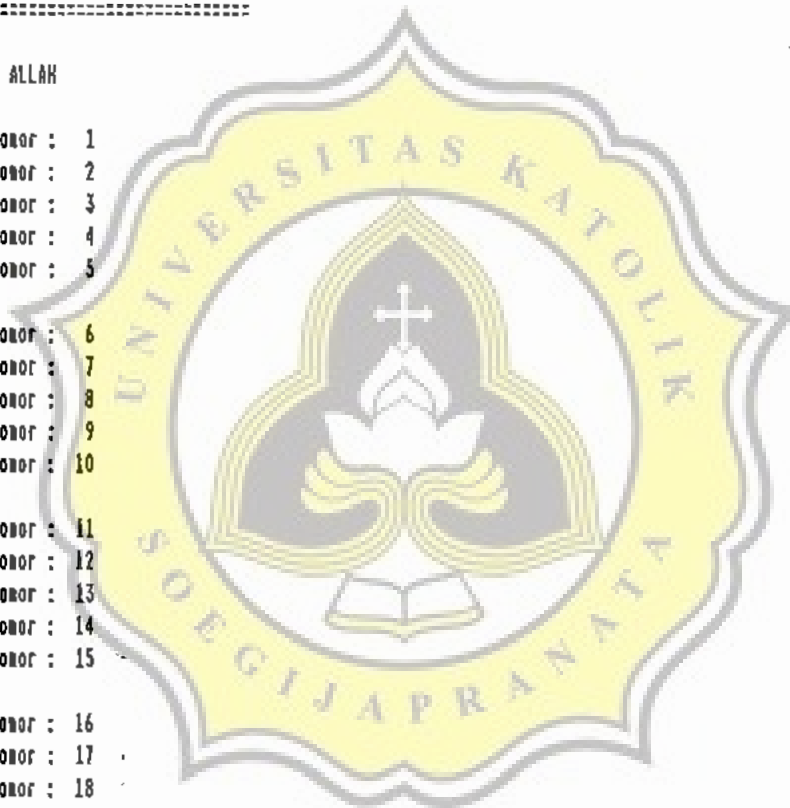 ==========================
ALLAH
omor : 1
omor : 2
omor : 3
omor : 4
omor : 5
omor : 6
omor : 7
omor : 8
omor : 9
omor : 10
omor : 11
omor : 12
omor : 13
omor : 14
omor : 15
omor : 16
omor : 17
omor : 18
UNIVERSITAS KATOLIK
SOEGIJAPRANATA